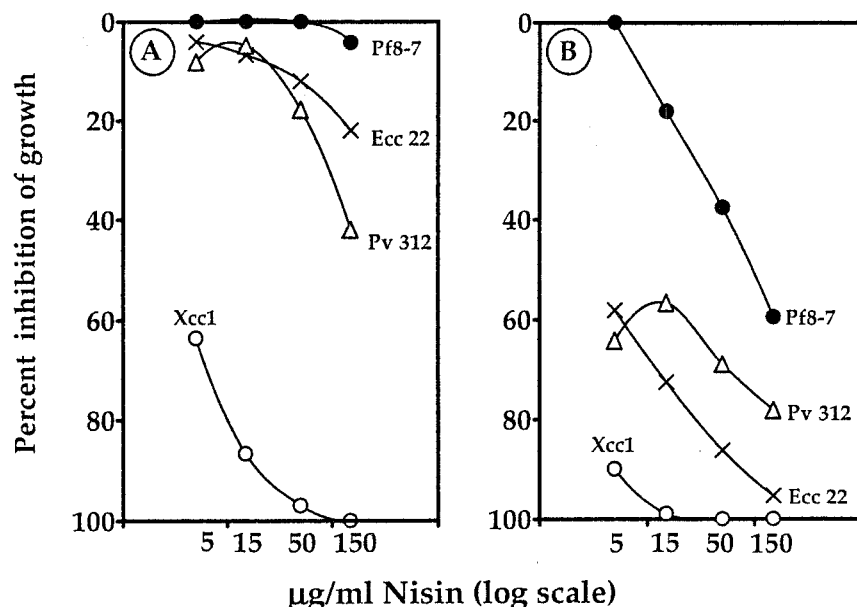 Percent inhibition of growth
0
20
40
60
80
100
A
Pf8-7
Ecc 22
Pv 312
Xcc1
5 15 50 150
0
20
40
60
80
100
B
Pf8-7
Pv 312
Ecc 22
Xcc1
5 15 50 150
µg/ml Nisin (log scale)